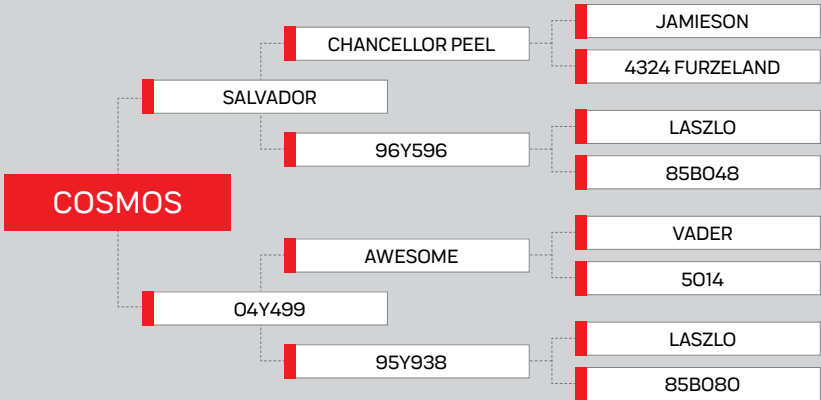 JAMIESON
CHANCELLOR PEEL
4324 FURZELAND
SALVADOR
LASZLO
96Y596
85B048
COSMOS
VADER
AWESOME
5014
04Y499
LASZLO
95Y938
85B080